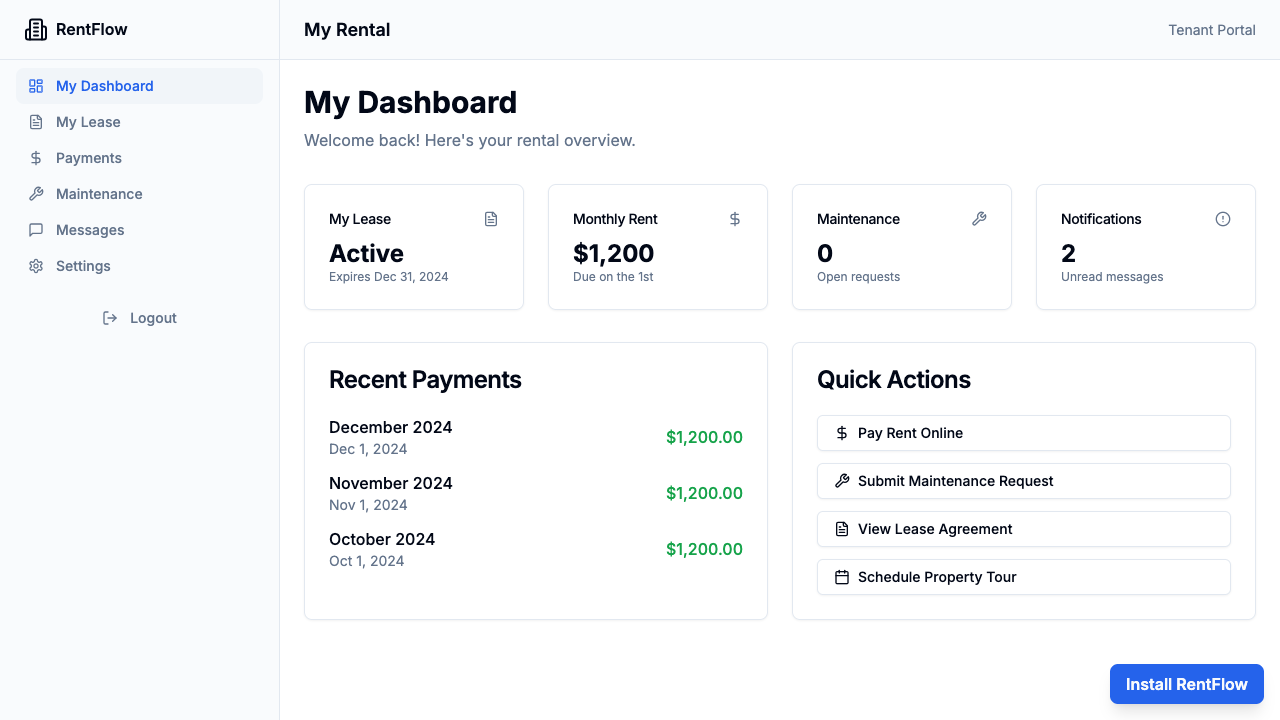 RentFlow
My Rental
Tenant Portal
My Dashboard
My Lease
Payments
Maintenance
Messages
Settings
Logout
My Dashboard
Welcome back! Here's your rental overview.
My Lease
Active
Expires Dec 31, 2024
Monthly Rent
$1,200
Due on the 1st
Maintenance
0
Open requests
Notifications
2
Unread messages
Recent Payments
December 2024
Dec 1, 2024
$1,200.00
November 2024
Nov 1, 2024
$1,200.00
October 2024
Oct 1, 2024
$1,200.00
Quick Actions
Pay Rent Online
Submit Maintenance Request
View Lease Agreement
Schedule Property Tour
Install RentFlow